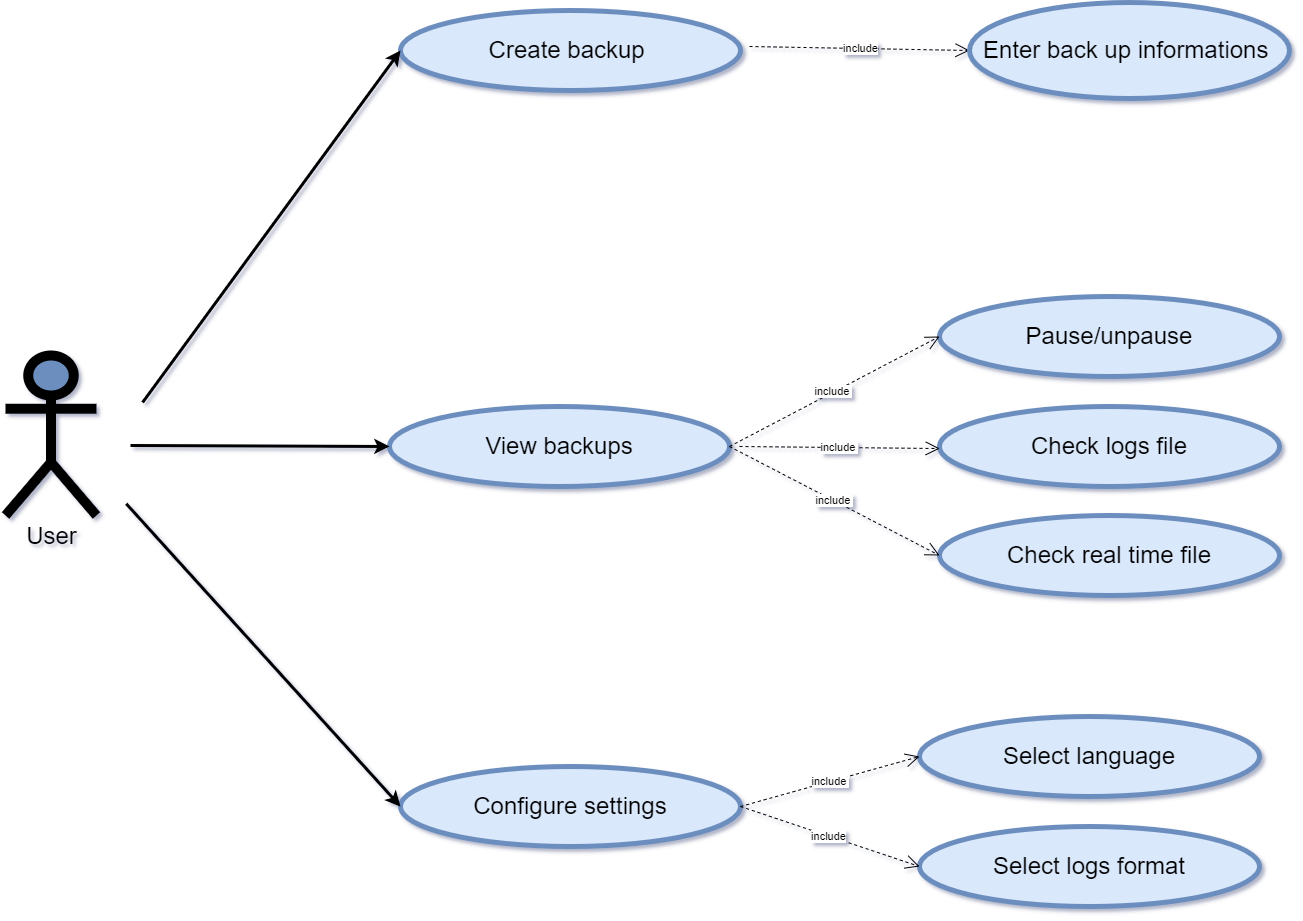 Create backup
include
Enter back up informations
Pause/unpause
include
User
View backups
include
Check logs file
include
Check real time file
Select language
include
Configure settings
include
Select logs format